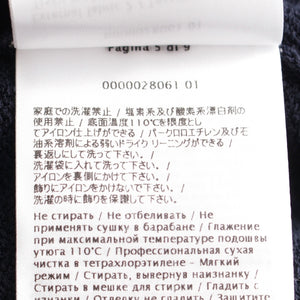 Pagina 5 di 9
0000028061 01
家庭での洗濯禁止 / 塩素系及び酸素系漂白剤の
使用禁止 / 底面温度110℃を限度とし
てアイロン仕上げができる / パークロロエチレン及び石
油系溶剤による弱いドライクリーニングができる /
裏返しにして洗って下さい。 /
洗濯袋に入れて洗って下さい。 /
アイロンを裏側にかけて下さい。 /
飾りにアイロンをかけないで下さい。 /
洗濯の時に飾りを保護して下さい。
Не стирать / Не отбеливать / Не
применять сушку в барабане / Глажение
при максимальной температуре подошвы
утюга 110°C / Профессиональная сухая
чистка в тетрахлорэтилене - Мягкий
режим / Стирать, вывернув наизнанку /
Стирать в мешке для стирки / Гладить с
изнанки / Отделку не гладить / Защитите